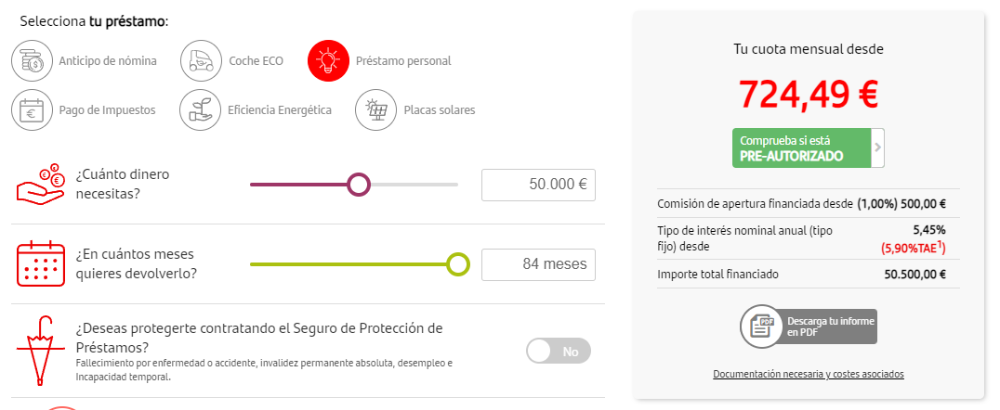 Selecciona tu préstamo:
Anticipo de nómina
Coche ECO
Préstamo personal
Pago de Impuestos
Eficiencia Energética
Placas solares
¿Cuánto dinero
necesitas?
50.000 €
¿En cuántos meses
quieres devolverlo?
84 meses
¿Deseas protegerte contratando el Seguro de Protección de
Préstamos?
Fallecimiento por enfermedad o accidente, invalidez permanente absoluta, desempleo e
Incapacidad temporal.
No
Tu cuota mensual desde
724,49 €
Comprueba si está
PRE-AUTORIZADO
Comisión de apertura financiada desde (1,00%) 500,00 €
Tipo de interés nominal anual (tipo
fijo) desde
5,45%
(5,90%TAE1)
Importe total financiado 50.500,00 €
PDF
Descarga tu informe
en PDF
Documentación necesaria y costes asociados